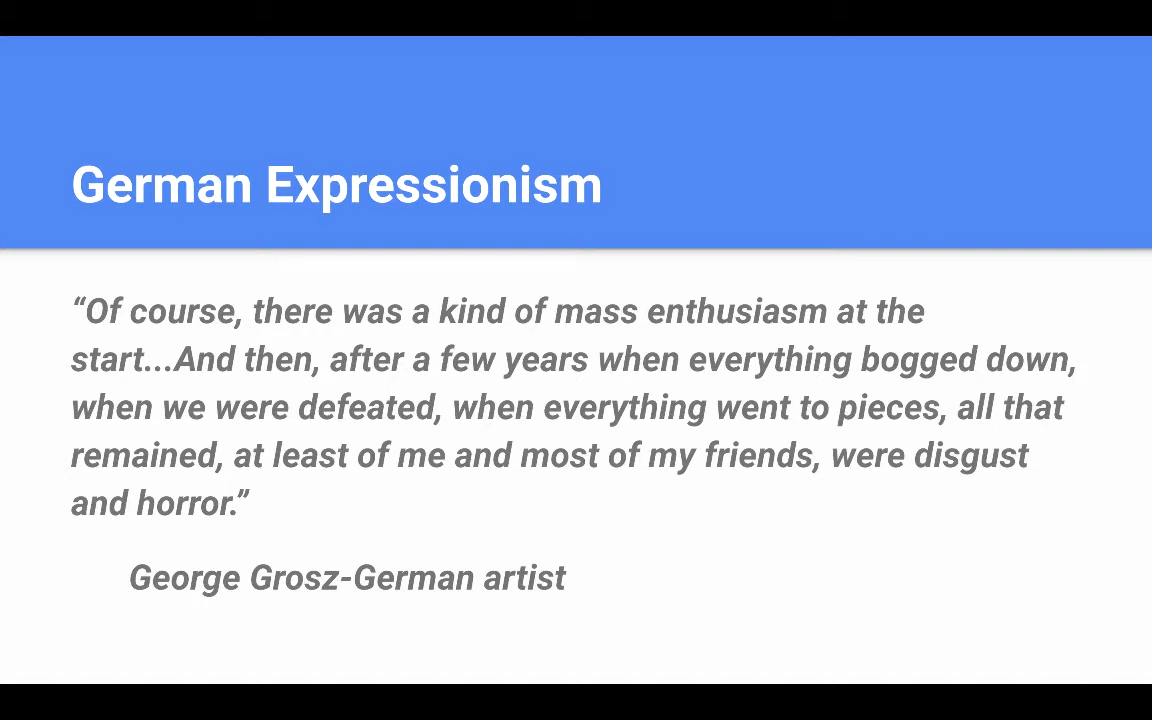 German Expressionism
“Of course, there was a kind of mass enthusiasm at the
start...And then, after a few years when everything bogged down,
when we were defeated, when everything went to pieces, all that
remained, at least of me and most of my friends, were disgust
and horror.”
George Grosz-German artist